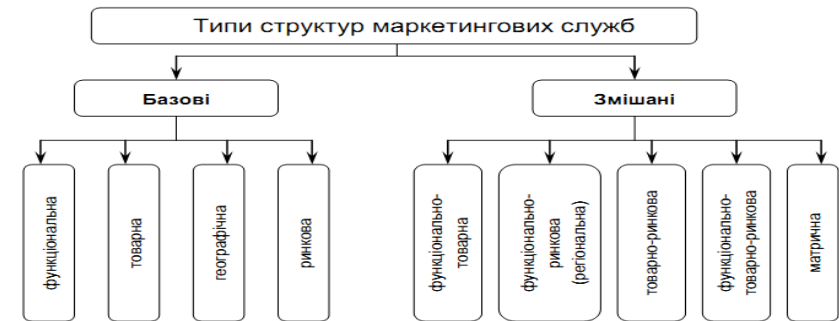 Типи структур маркетингових служб
Базові
Змішані
функціональна
товарна
географічна
ринкова
функціонально-
товарна
функціонально-
ринкова
(регіональна)
товарно-ринкова
функціонально-
товарно-ринкова
матрична